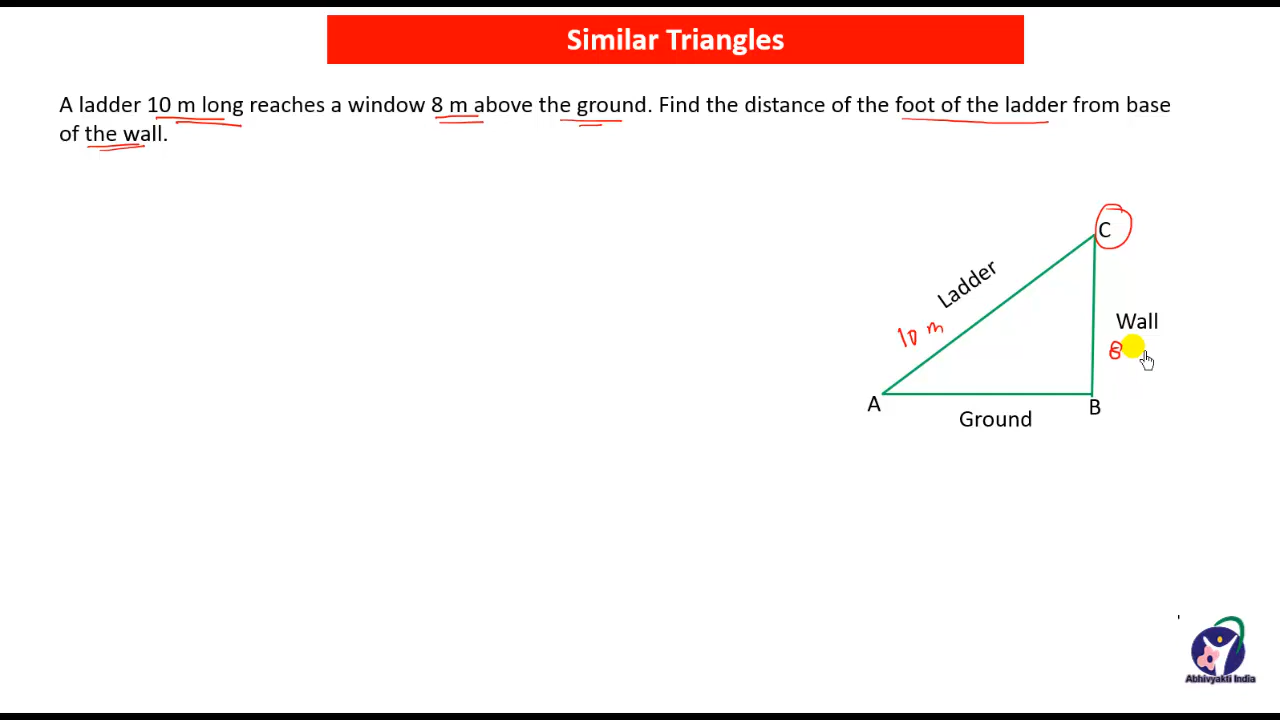 Similar Triangles
A ladder 10 m long reaches a window 8 m above the ground. Find the distance of the foot of the ladder from base
of the wall.
C
Ladder
10 m
Wall
8
A
B
Ground
Abhivyakti India